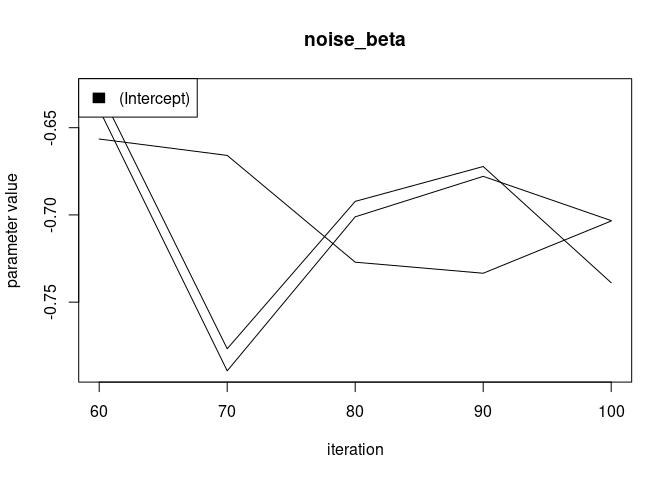 noise_beta
(Intercept)
-0.65
-0.70
-0.75
parameter value
60 70 80 90 100
iteration